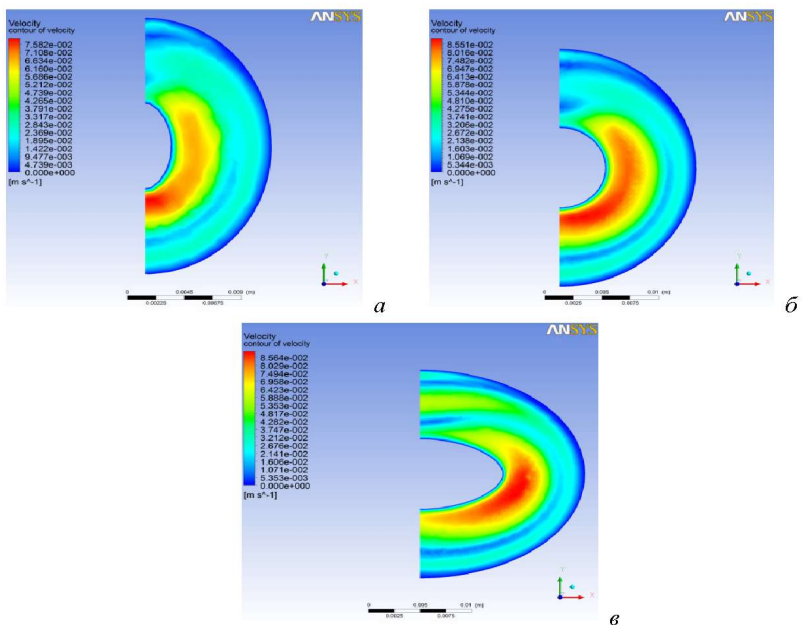 ANSYS
Velocity
contour of velocity
7.582e-002
7.108e-002
6.634e-002
6.160e-002
5.686e-002
5.212e-002
4.739e-002
4.265e-002
3.791e-002
3.317e-002
2.843e-002
2.369e-002
1.895e-002
1.422e-002
9.477e-003
4.739e-003
0.000e+000
[m s^-1]
0 0.0045 0.009 (m)
0.00225 0.00675
Y
X
а
ANSYS
Velocity
contour of velocity
8.551e-002
8.016e-002
7.482e-002
6.947e-002
6.413e-002
5.878e-002
5.344e-002
4.810e-002
4.275e-002
3.741e-002
3.206e-002
2.672e-002
2.138e-002
1.603e-002
1.069e-002
5.344e-003
0.000e+000
[m s^-1]
0 0.005 0.01 (m)
0.0025 0.0075
Y
X
б
ANSYS
Velocity
contour of velocity
8.564e-002
8.029e-002
7.494e-002
6.958e-002
6.423e-002
5.888e-002
5.353e-002
4.817e-002
4.282e-002
3.747e-002
3.212e-002
2.676e-002
2.141e-002
1.606e-002
1.071e-002
5.353e-003
0.000e+000
[m s^-1]
0 0.005 0.01 (m)
0.0025 0.0075
Y
X
в